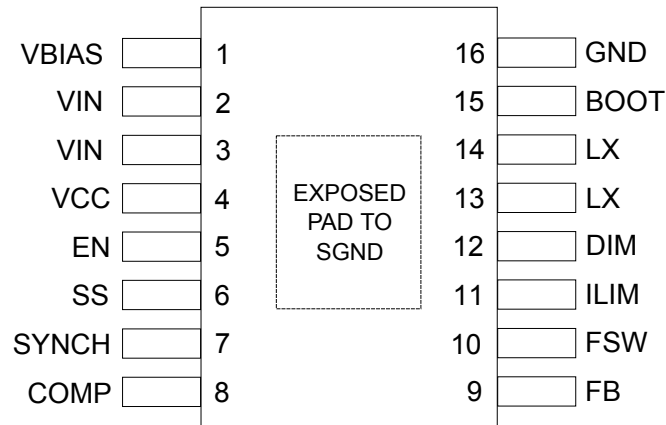 VBIAS 1 16 GND
VIN 2 15 BOOT
VIN 3 14 LX
VCC 4 13 LX
EN 5 12 DIM
SS 6 11 ILIM
SYNCH 7 10 FSW
COMP 8 9 FB
EXPOSED
PAD TO
SGND